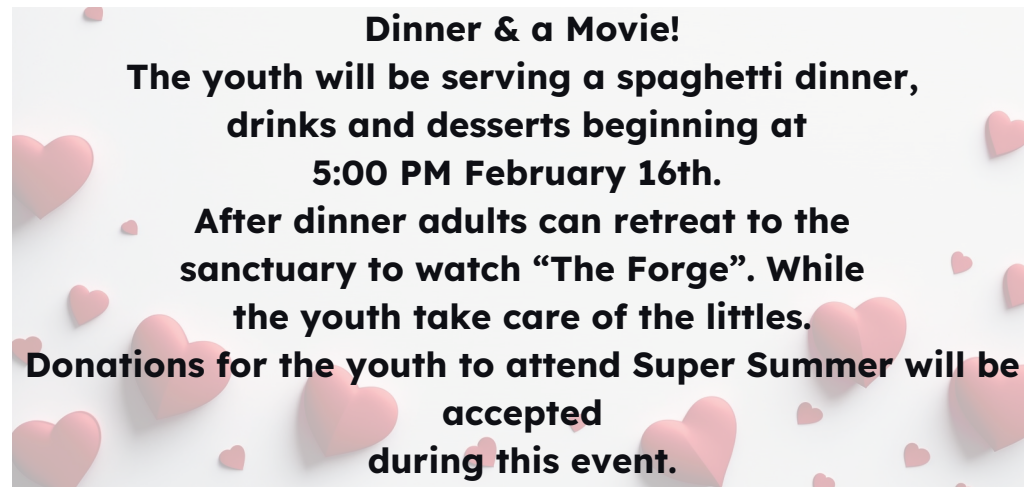 Dinner & a Movie!
The youth will be serving a spaghetti dinner,
drinks and desserts beginning at
5:00 PM February 16th.
After dinner adults can retreat to the
sanctuary to watch “The Forge”. While
the youth take care of the littles.
Donations for the youth to attend Super Summer will be
accepted
during this event.